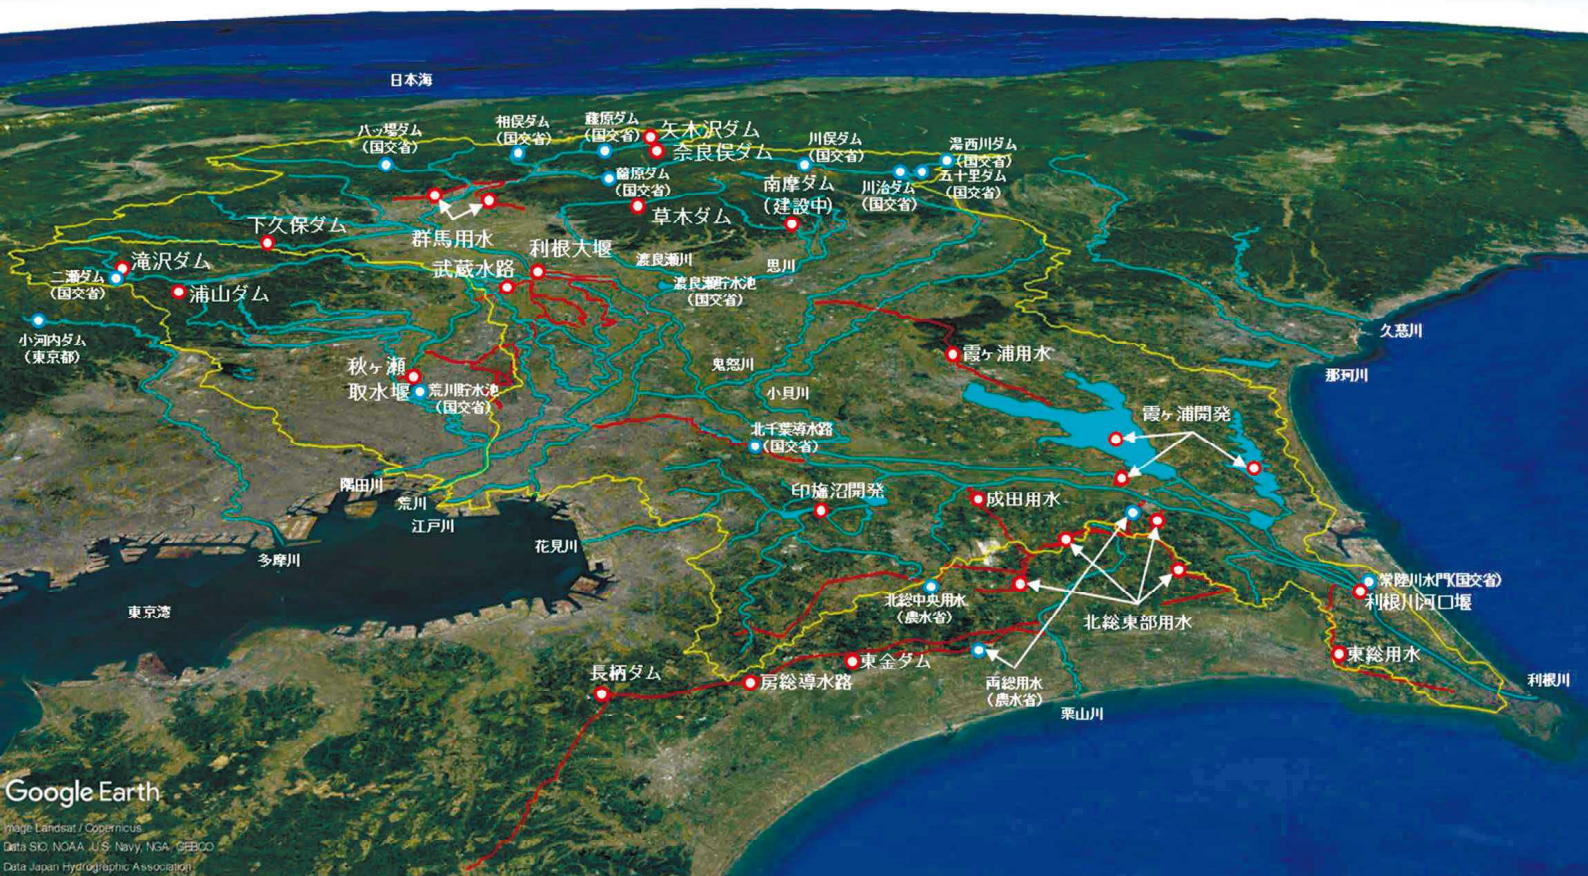 日本海
八ッ場ダム
(国交省)
相俣ダム
(国交省)
藤原ダム
(国交省)
矢木沢ダム
奈良俣ダム
川俣ダム
(国交省)
湯西川ダム
(国交省)
五十里ダム
(国交省)
川治ダム
(国交省)
薗原ダム
(国交省)
草木ダム
南摩ダム
(建設中)
下久保ダム
群馬用水
利根大堰
武蔵水路
渡良瀬川
渡良瀬貯水池
(国交省)
思川
滝沢ダム
二瀬ダム
(国交省)
浦山ダム
小河内ダム
(東京都)
秋ヶ瀬
取水堰
荒川貯水池
(国交省)
鬼怒川
小貝川
霞ヶ浦用水
久慈川
那珂川
霞ヶ浦開発
北千葉導水路
(国交省)
印旛沼開発
成田用水
隅田川
荒川
江戸川
花見川
多摩川
東京湾
北総中央用水
(農水省)
北総東部用水
常陸川水門(国交省)
利根川河口堰
東総用水
利根川
長柄ダム
房総導水路
東金ダム
両総用水
(農水省)
栗山川
Google Earth
Image Landsat / Copernicus
Data SIO, NOAA, U.S. Navy, NGA, GEBCO
Data Japan Hydrographic Association